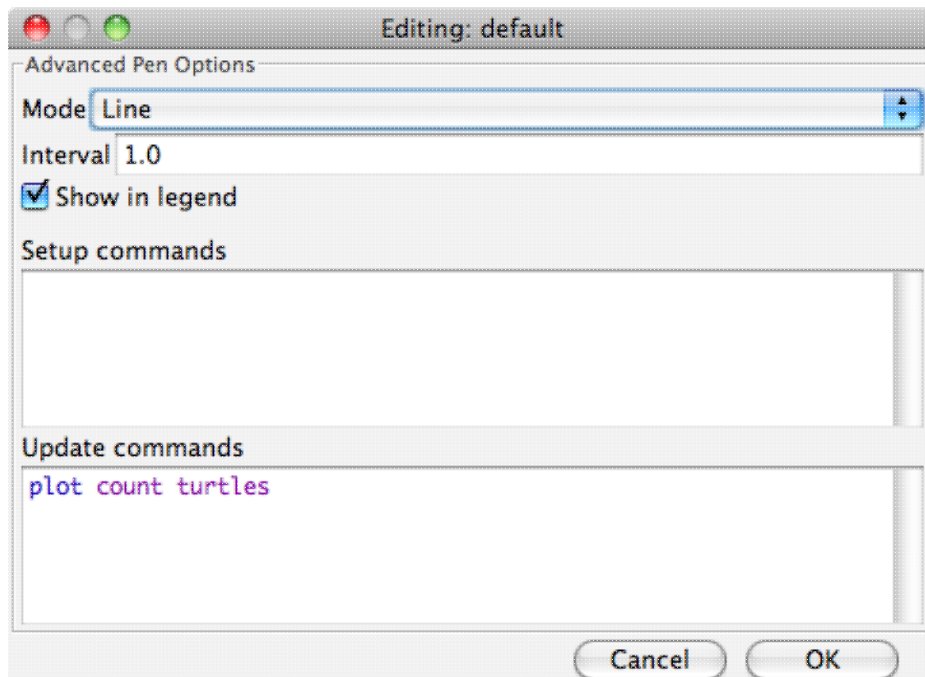 Editing: default
Advanced Pen Options
Mode Line
Interval 1.0
Show in legend
Setup commands
Update commands
plot count turtles
Cancel OK